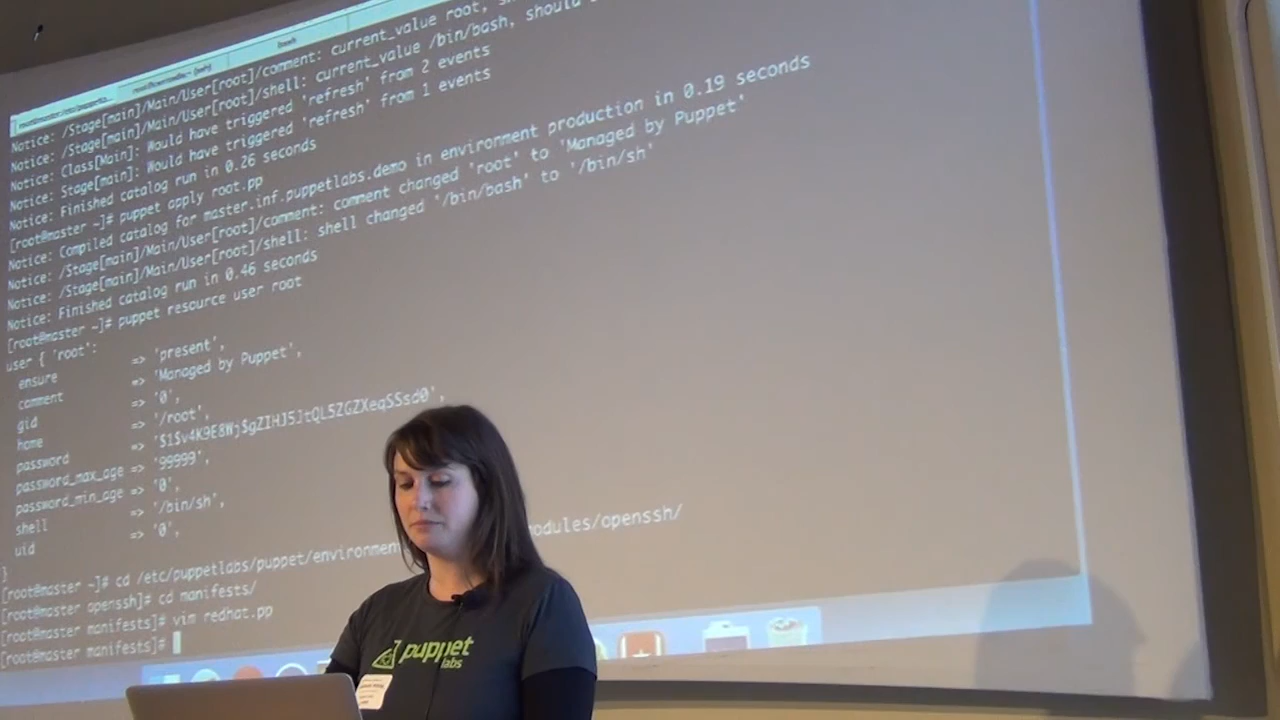 bash
Notice: /Stage[main]/Main/User[root]/comment: current_value root,
Notice: /Stage[main]/Main/User[root]/shell: current_value /bin/bash, should
Notice: Class[Main]: Would have triggered 'refresh' from 2 events
Notice: Stage[main]: Would have triggered 'refresh' from 1 events
Notice: Finished catalog run in 0.26 seconds
[root@master ~]# puppet apply root.pp
Notice: Compiled catalog for master.inf.puppetlabs.demo in environment production in 0.19 seconds
Notice: /Stage[main]/Main/User[root]/comment: comment changed 'root' to 'Managed by Puppet'
Notice: /Stage[main]/Main/User[root]/shell: shell changed '/bin/bash' to '/bin/sh'
Notice: Finished catalog run in 0.46 seconds
[root@master ~]# puppet resource user root
user { 'root':
ensure => 'present',
comment => 'Managed by Puppet',
gid => '0',
home => '/root',
password => '$1$v4K9E8Wj$gZIHJ5JtQL5ZGZXeqSSsd0',
password_max_age => '99999',
password_min_age => '0',
shell => '/bin/sh',
uid => '0',
}
[root@master ~]# cd /etc/puppetlabs/puppet/environmen odules/openssh/
[root@master openssh]# cd manifests/
[root@master manifests]# vim redhat.pp
[root@master manifests]#
puppet
labs